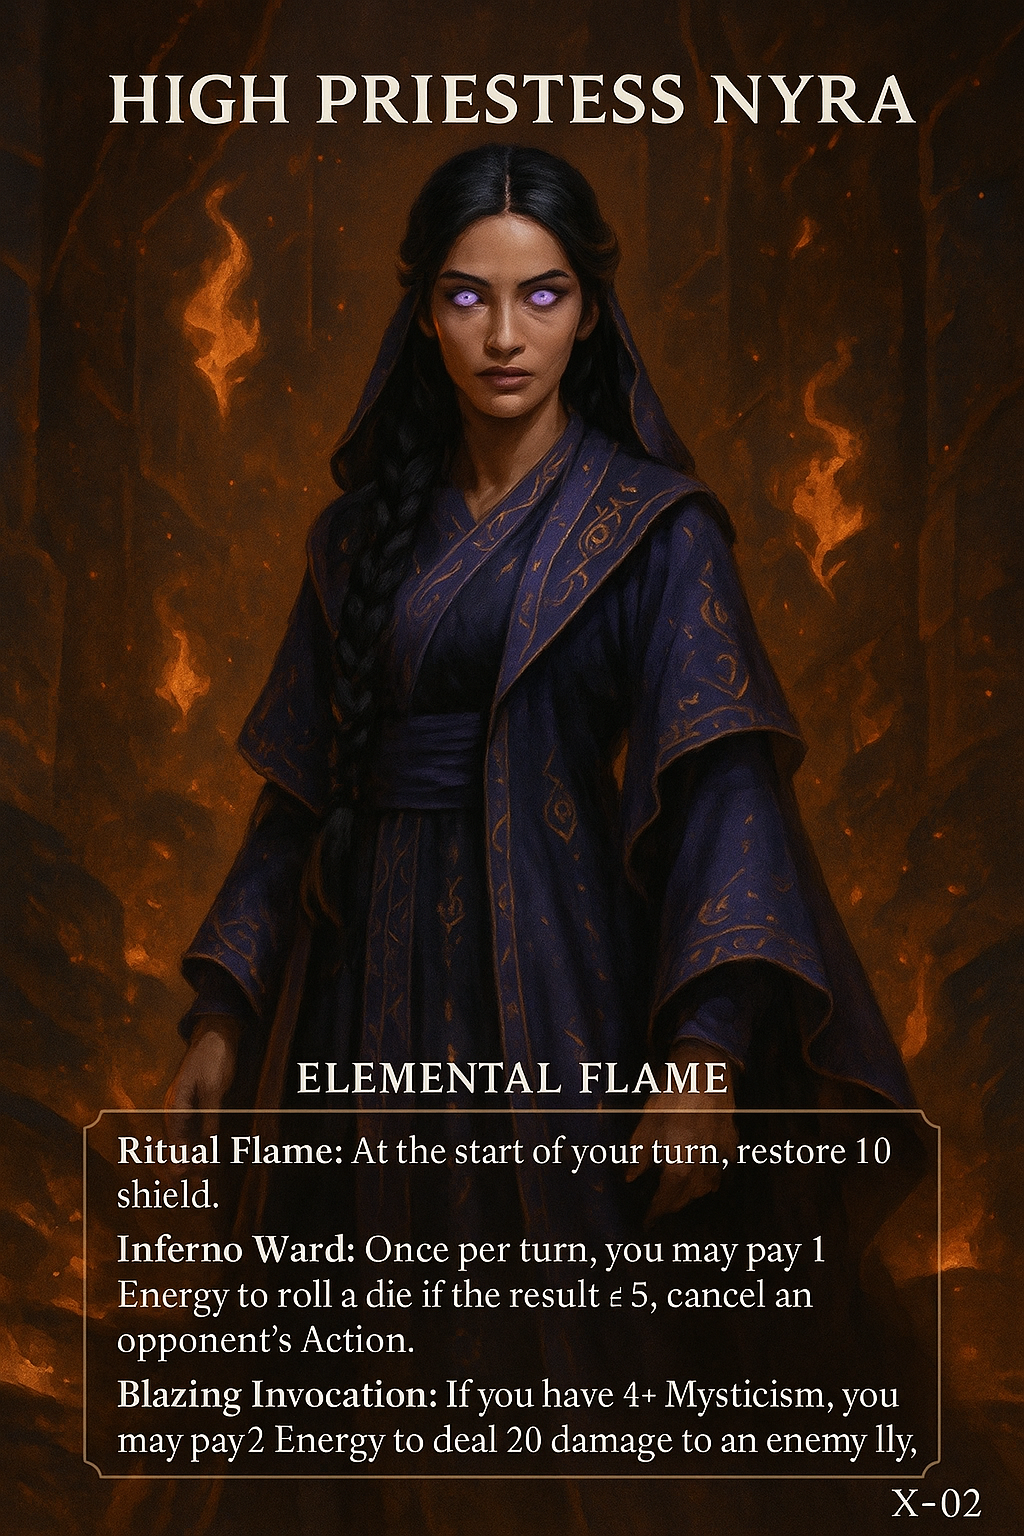 HIGH PRIESTESS NYRA
ELEMENTAL FLAME
Ritual Flame: At the start of your turn, restore 10
shield.
Inferno Ward: Once per turn, you may pay 1
Energy to roll a die if the result ∈ 5, cancel an
opponent's Action.
Blazing Invocation: If you have 4+ Mysticism, you
may pay2 Energy to deal 20 damage to an enemy lly,
X-02